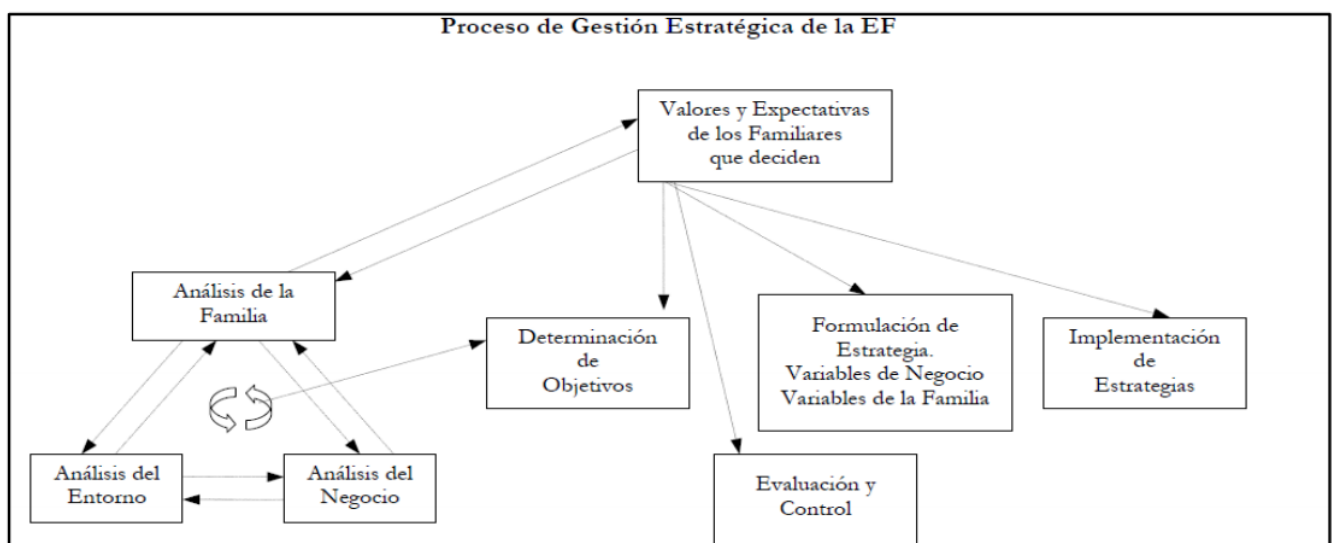 Proceso de Gestión Estratégica de la EF
Valores y Expectativas
de los Familiares
que deciden
Análisis de la
Familia
Determinación
de
Objetivos
Formulación de
Estrategia.
Variables de Negocio
Variables de la Familia
Implementación
de
Estrategias
Análisis del
Entorno
Análisis del
Negocio
Evaluación y
Control